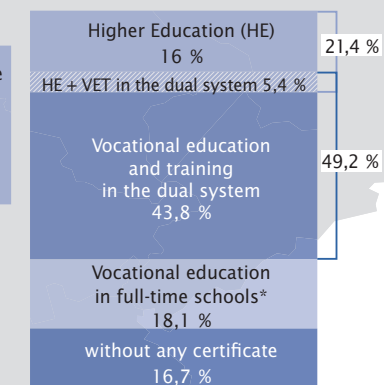 Higher Education (HE)
16 %
21,4 %
e
HE + VET in the dual system 5,4 %
Vocational education
and training
in the dual system
43,8 %
49,2 %
Vocational education
in full-time schools*
18,1 %
without any certificate
16,7 %